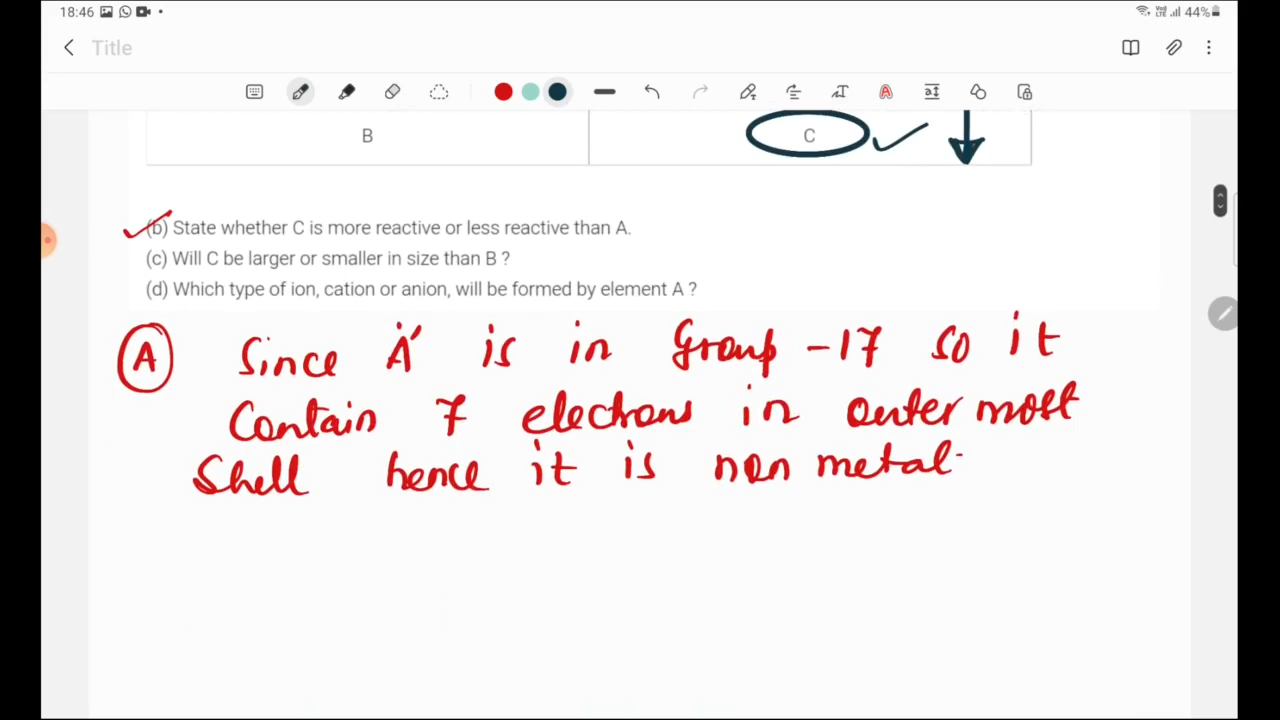 18:46 44%
Title
B C
(b) State whether C is more reactive or less reactive than A.
(c) Will C be larger or smaller in size than B ?
(d) Which type of ion, cation or anion, will be formed by element A ?
A Since 'A' is in Group -17 so it
Contain 7 electrons in outer most
Shell hence it is non metal.